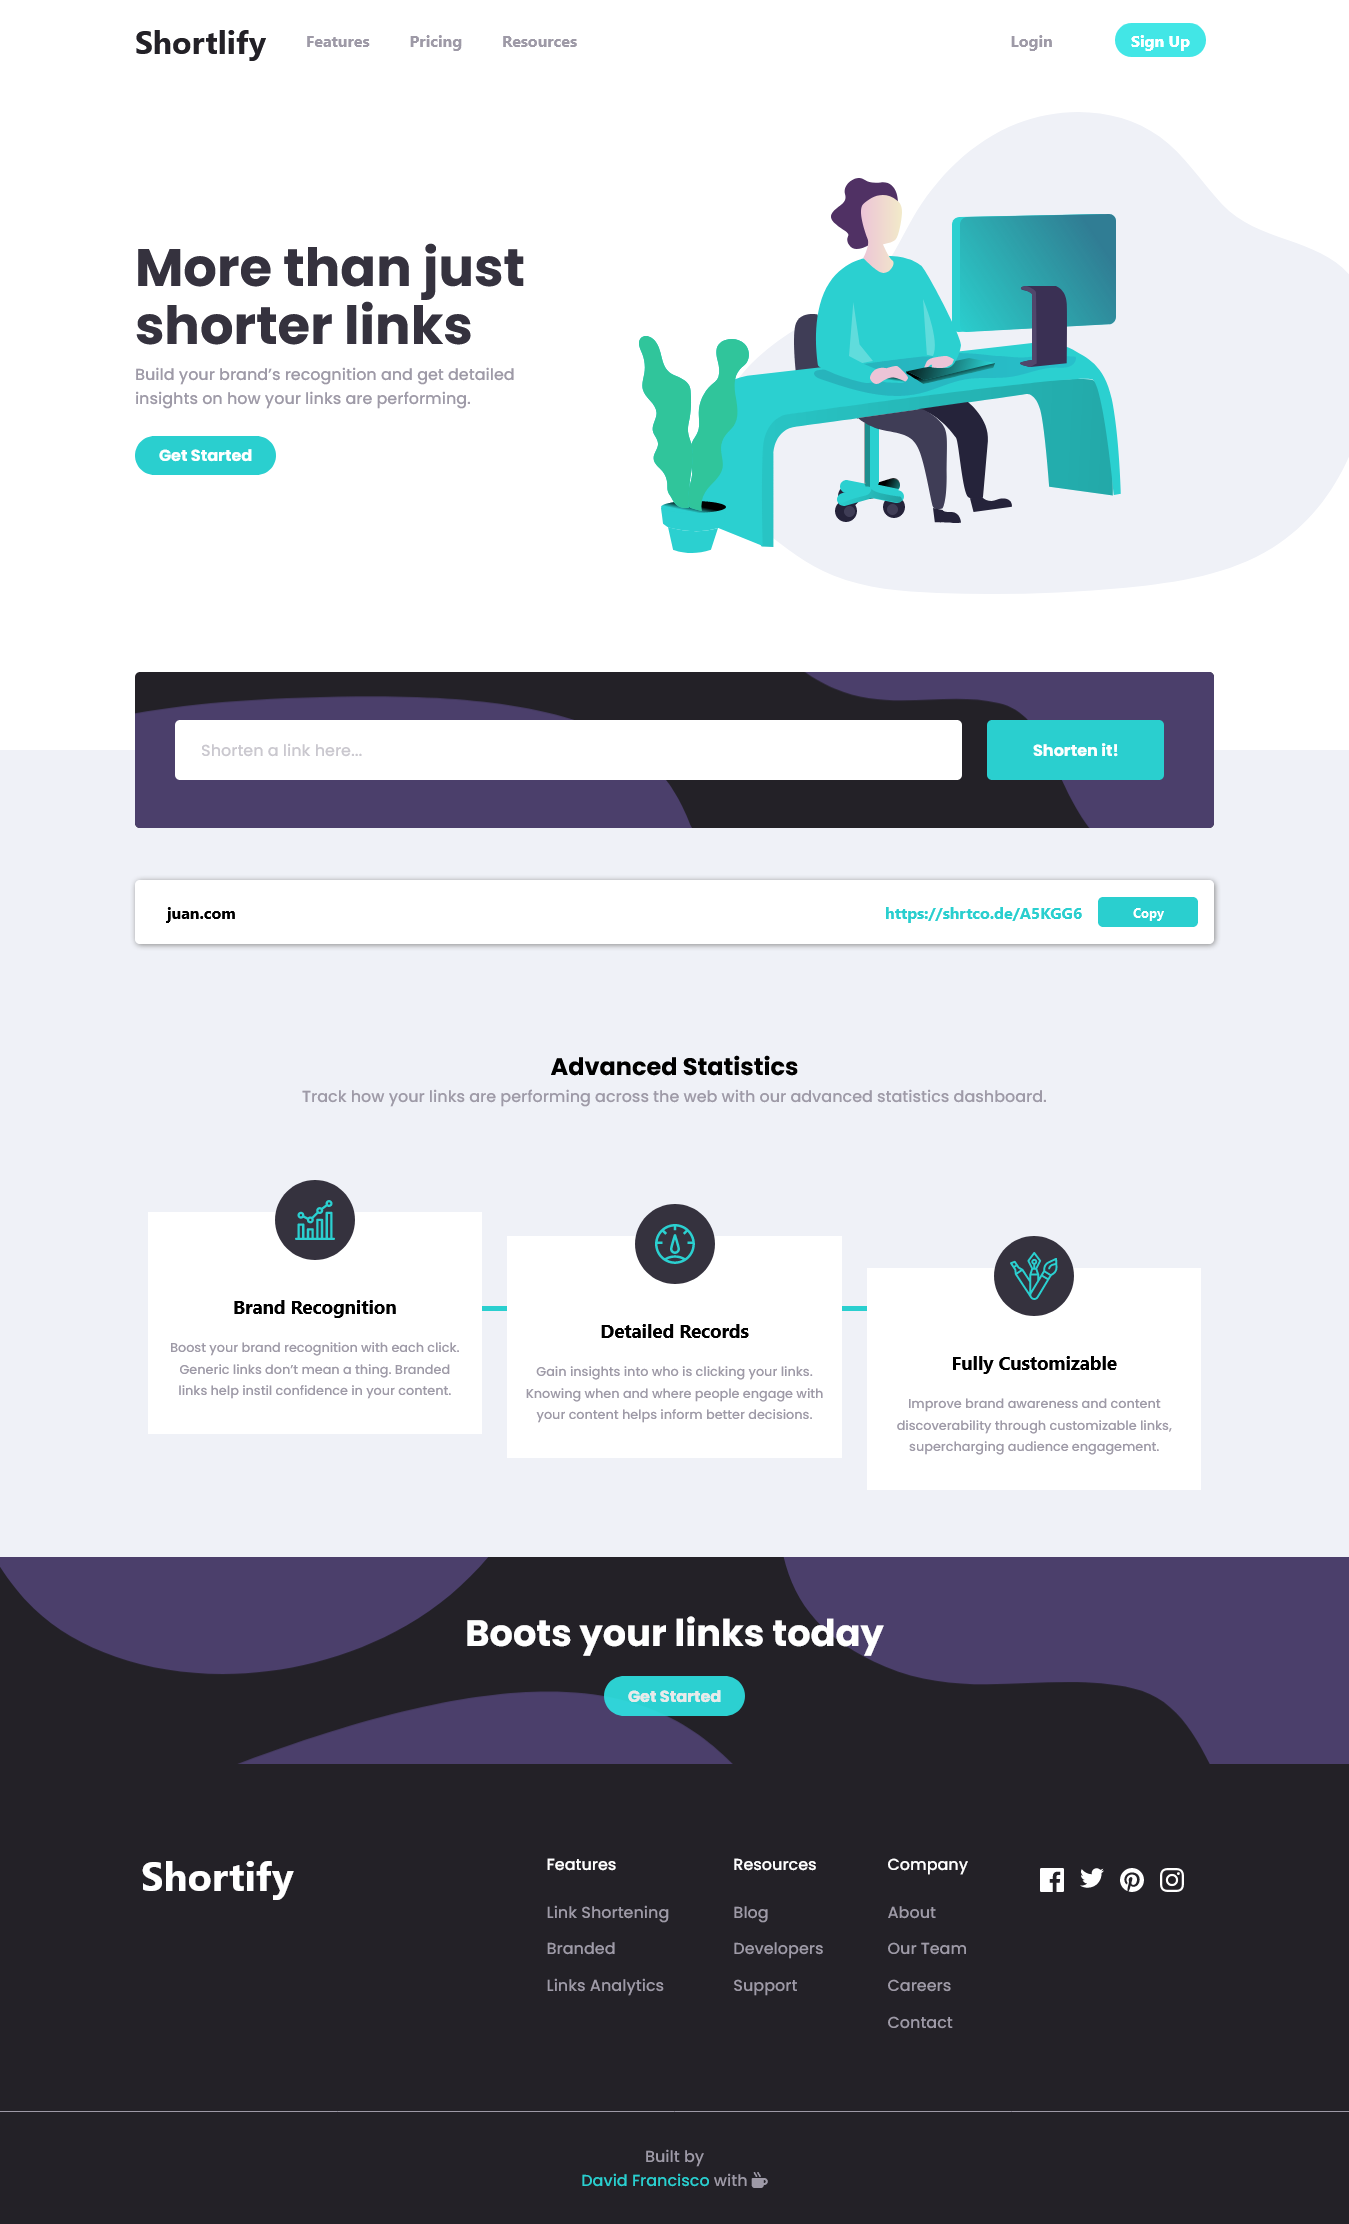 Shortlify
Features
Pricing
Resources
Login
Sign Up
More than just
shorter links
Build your brand’s recognition and get detailed
insights on how your links are performing.
Get Started
Shorten a link here...
Shorten it!
juan.com
https://shrtco.de/A5KGG6
Copy
Advanced Statistics
Track how your links are performing across the web with our advanced statistics dashboard.
Brand Recognition
Boost your brand recognition with each click.
Generic links don’t mean a thing. Branded
links help instil confidence in your content.
Detailed Records
Gain insights into who is clicking your links.
Knowing when and where people engage with
your content helps inform better decisions.
Fully Customizable
Improve brand awareness and content
discoverability through customizable links,
supercharging audience engagement.
Boots your links today
Get Started
Shortify
Features
Link Shortening
Branded
Links Analytics
Resources
Blog
Developers
Support
Company
About
Our Team
Careers
Contact
Built by
David Francisco with